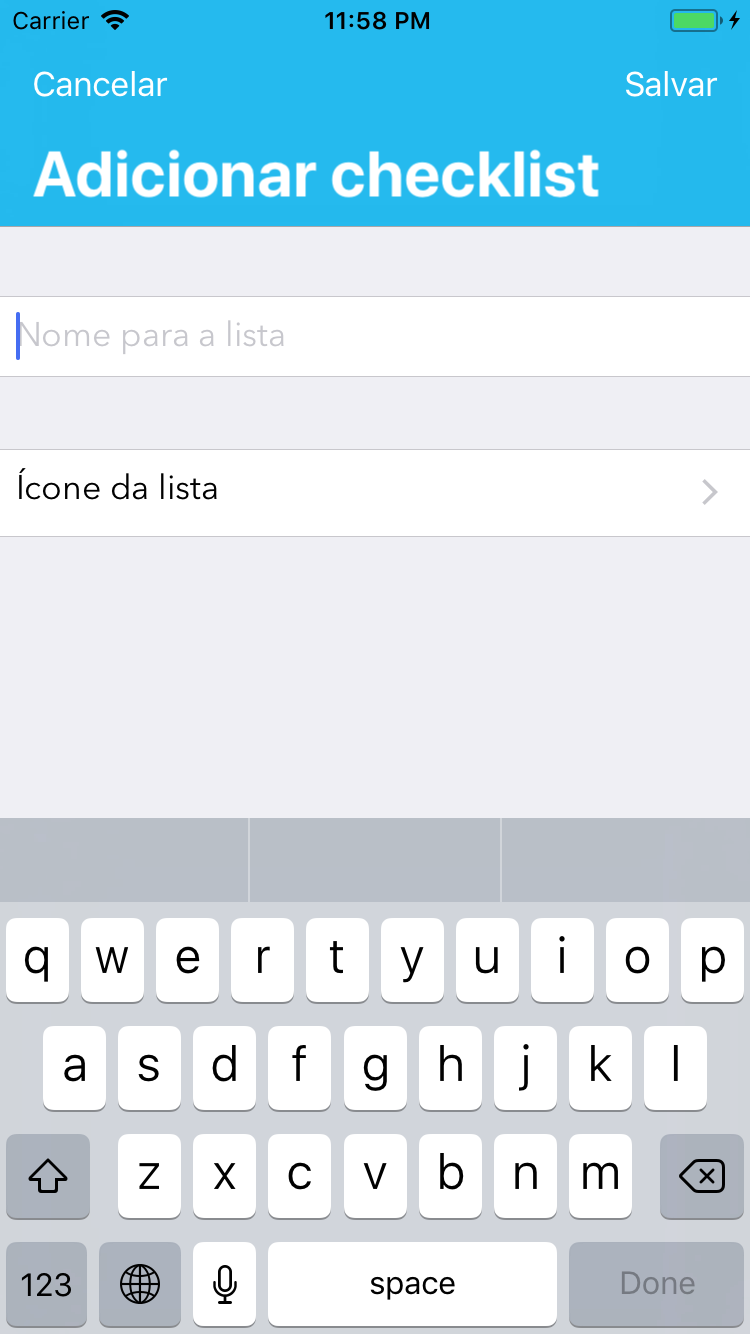 Carrier 11:58 PM
Cancelar Salvar
Adicionar checklist
Nome para a lista
Ícone da lista
q w e r t y u i o p
a s d f g h j k l
z x c v b n m
123 space Done